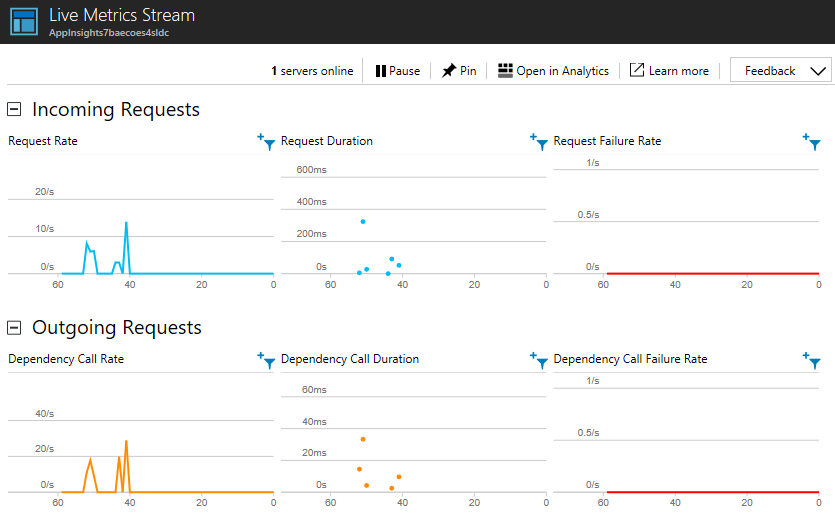 Live Metrics Stream
AppInsights7baecoes4sldc
1 servers online Pause Pin Open in Analytics Learn more Feedback
Incoming Requests
Request Rate Request Duration Request Failure Rate
20/s
10/s
0/s
60 40 20 0
600ms
400ms
200ms
0s
60 40 20 0
1/s
0.5/s
0/s
60 40 20 0
Outgoing Requests
Dependency Call Rate Dependency Call Duration Dependency Call Failure Rate
40/s
20/s
0/s
60 40 20 0
60ms
40ms
20ms
0s
60 40 20 0
1/s
0.5/s
0/s
60 40 20 0